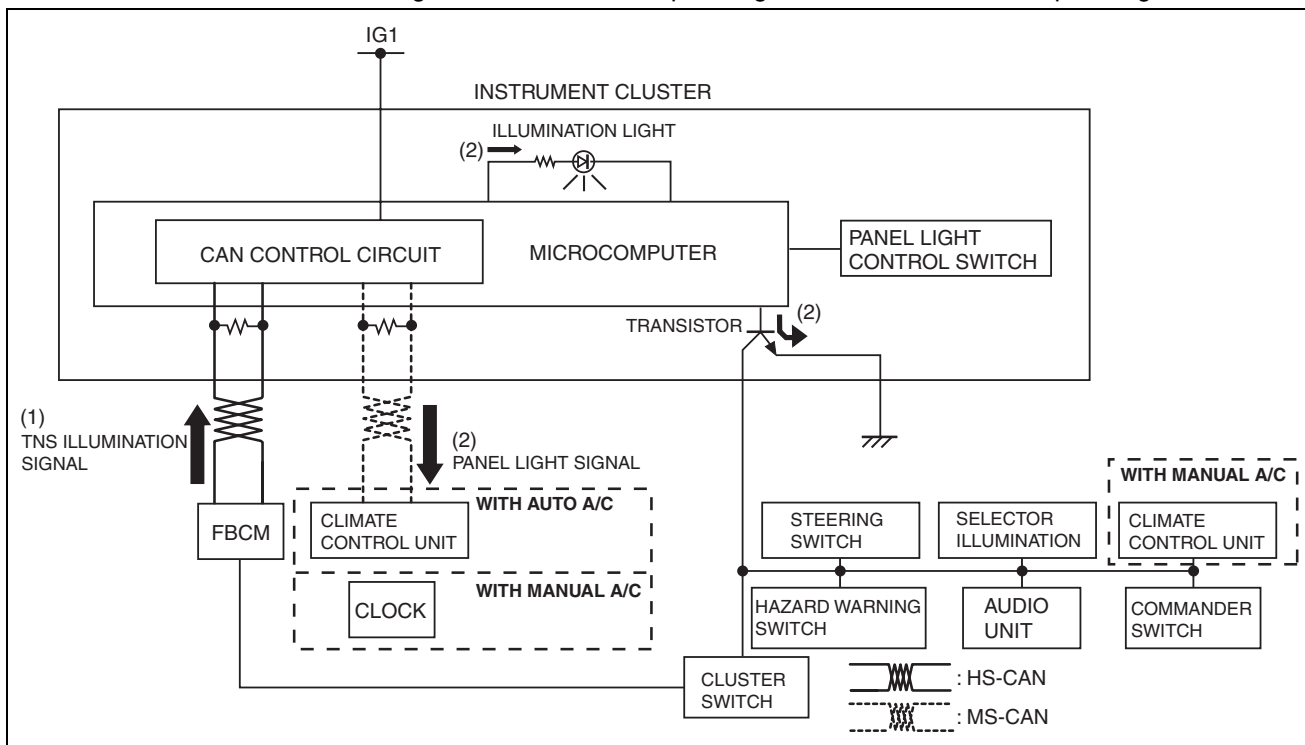 IG1
INSTRUMENT CLUSTER
ILLUMINATION LIGHT
(2)
CAN CONTROL CIRCUIT
MICROCOMPUTER
PANEL LIGHT
CONTROL SWITCH
TRANSISTOR
(2)
(1)
TNS ILLUMINATION
SIGNAL
(2)
PANEL LIGHT SIGNAL
FBCM
WITH AUTO A/C
CLIMATE
CONTROL UNIT
WITH MANUAL A/C
CLOCK
STEERING
SWITCH
SELECTOR
ILLUMINATION
WITH MANUAL A/C
CLIMATE
CONTROL UNIT
HAZARD WARNING
SWITCH
AUDIO
UNIT
COMMANDER
SWITCH
CLUSTER
SWITCH
: HS-CAN
: MS-CAN